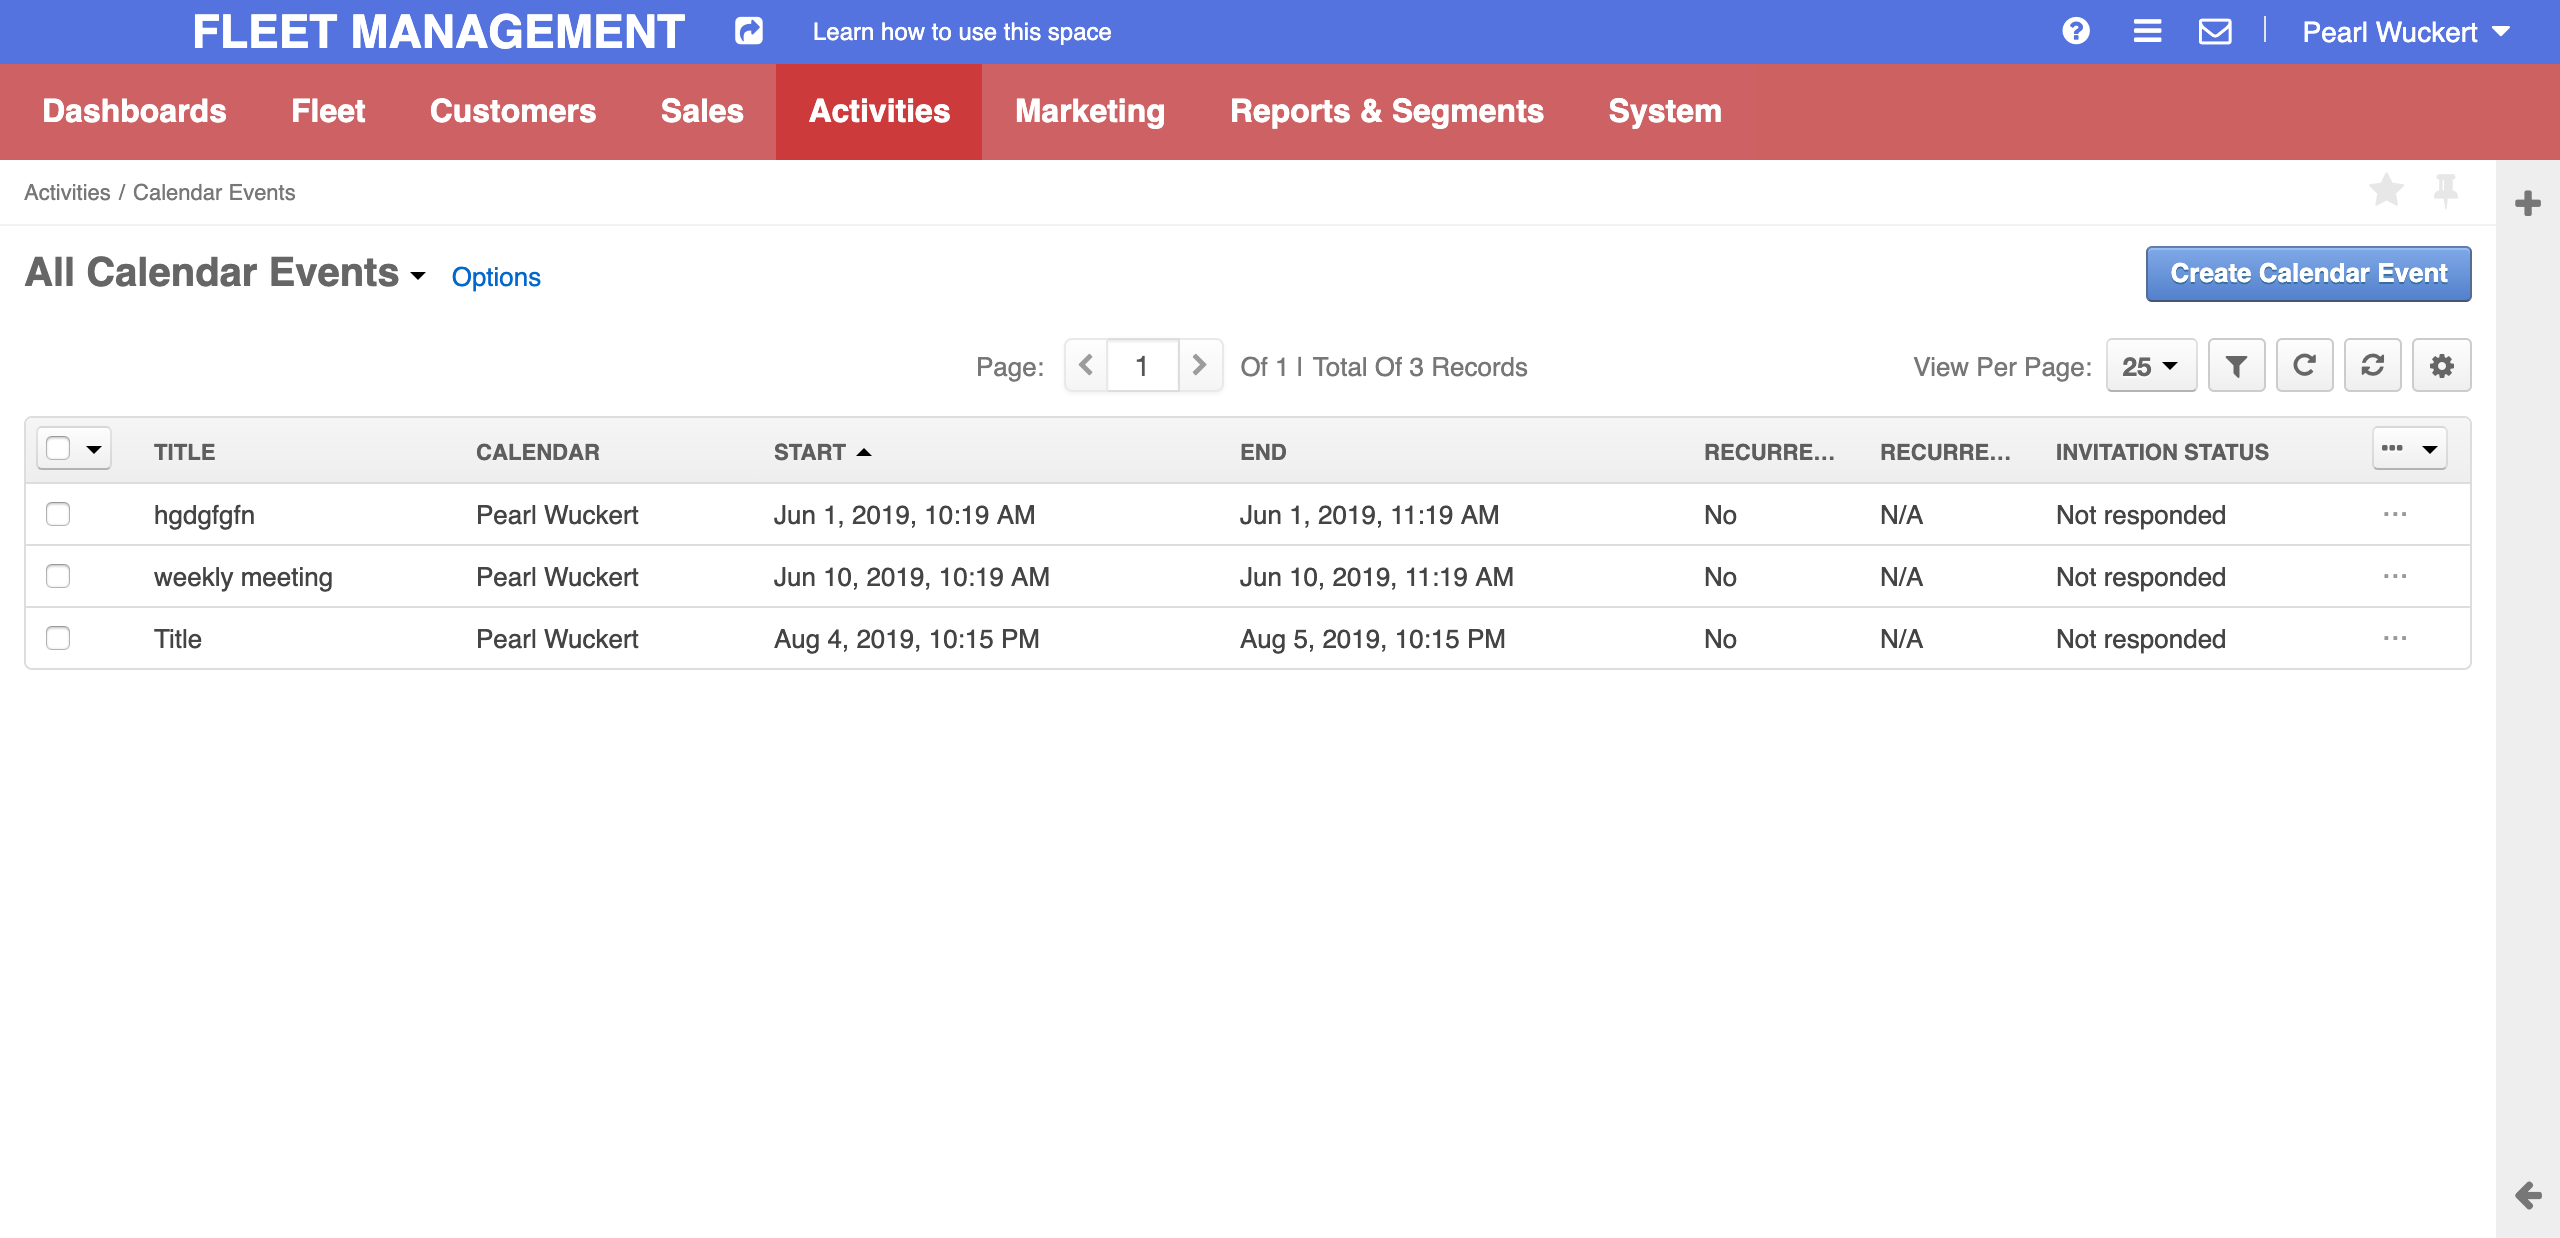 FLEET MANAGEMENT Learn how to use this space Pearl Wuckert
Dashboards Fleet Customers Sales Activities Marketing Reports & Segments System
Activities / Calendar Events
All Calendar Events Options Create Calendar Event
Page: 1 Of 1 | Total Of 3 Records View Per Page: 25
TITLE CALENDAR START END RECURRE... RECURRE... INVITATION STATUS
hgdgfgfn Pearl Wuckert Jun 1, 2019, 10:19 AM Jun 1, 2019, 11:19 AM No N/A Not responded
weekly meeting Pearl Wuckert Jun 10, 2019, 10:19 AM Jun 10, 2019, 11:19 AM No N/A Not responded
Title Pearl Wuckert Aug 4, 2019, 10:15 PM Aug 5, 2019, 10:15 PM No N/A Not responded